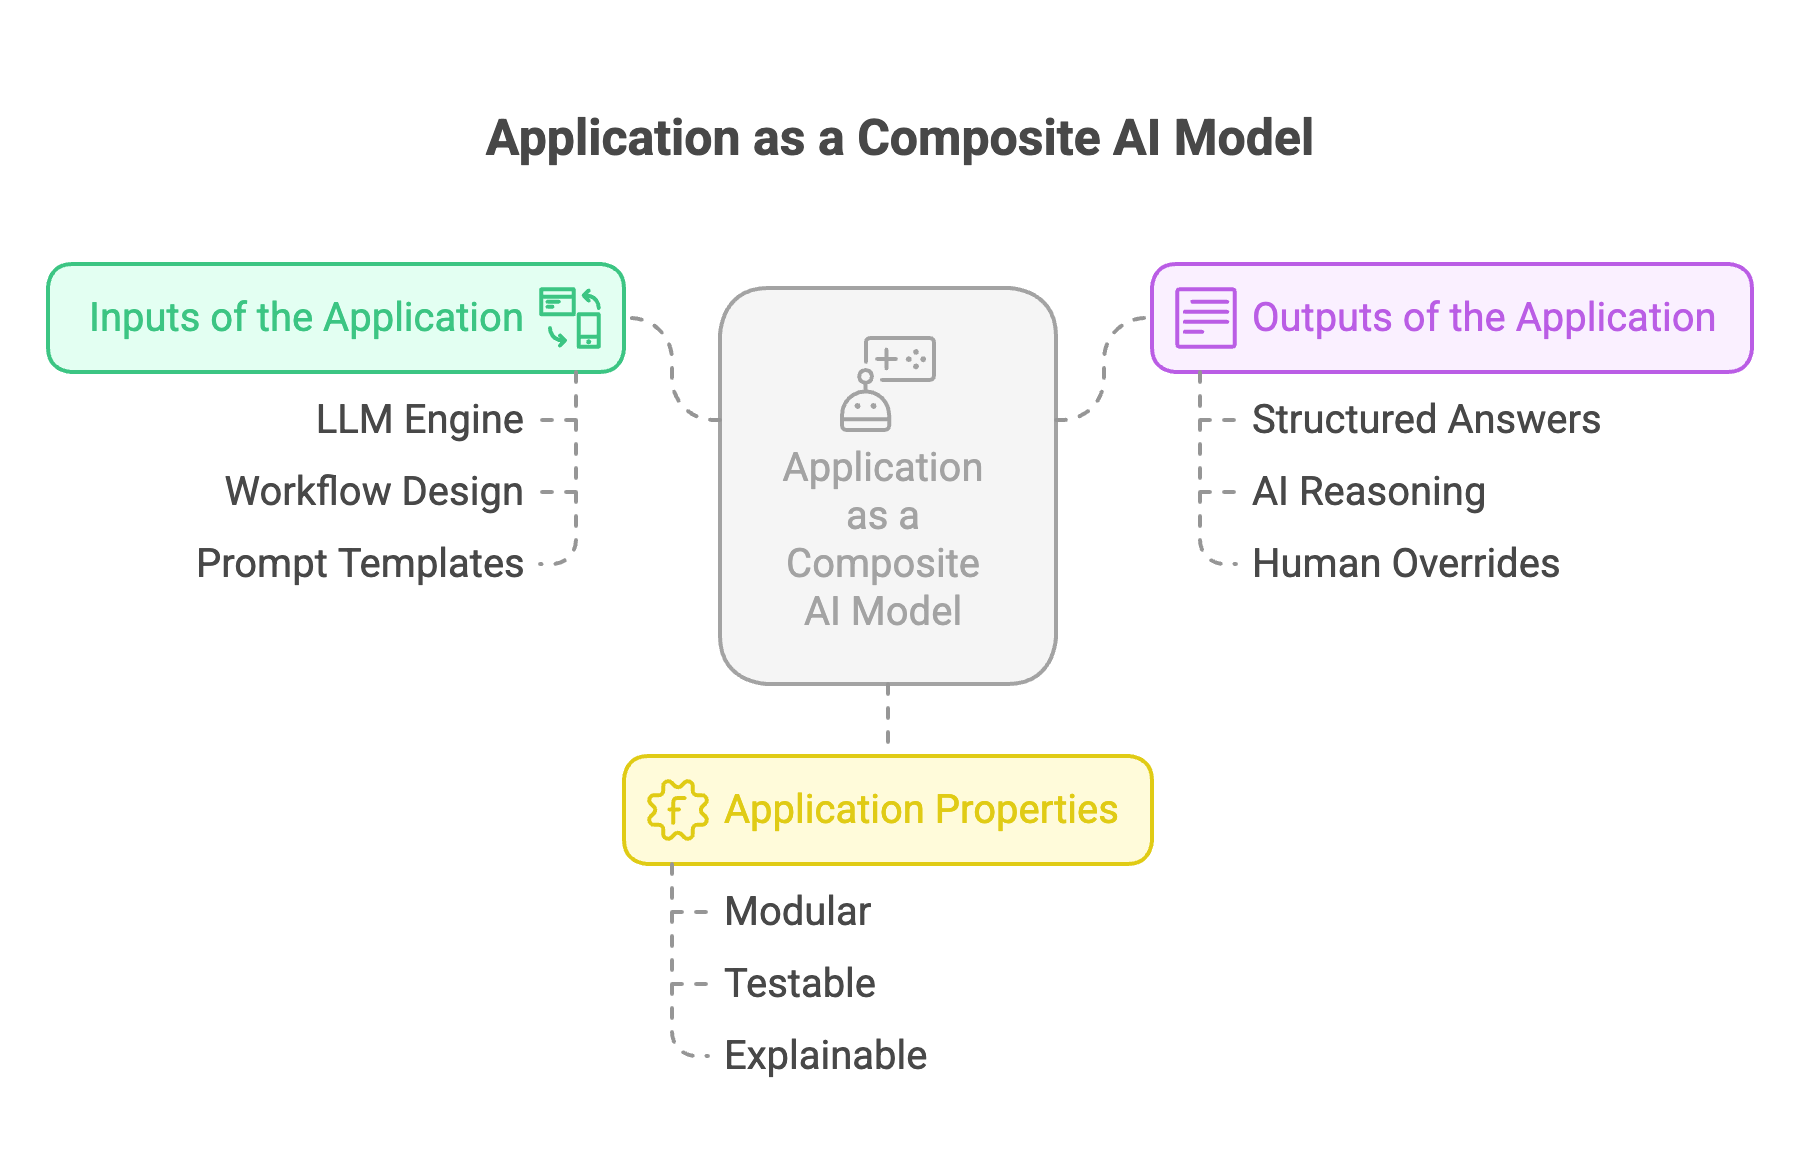 Application as a Composite AI Model
Inputs of the Application
LLM Engine
Workflow Design
Prompt Templates
Application
as a
Composite
AI Model
Outputs of the Application
Structured Answers
AI Reasoning
Human Overrides
f
Application Properties
Modular
Testable
Explainable